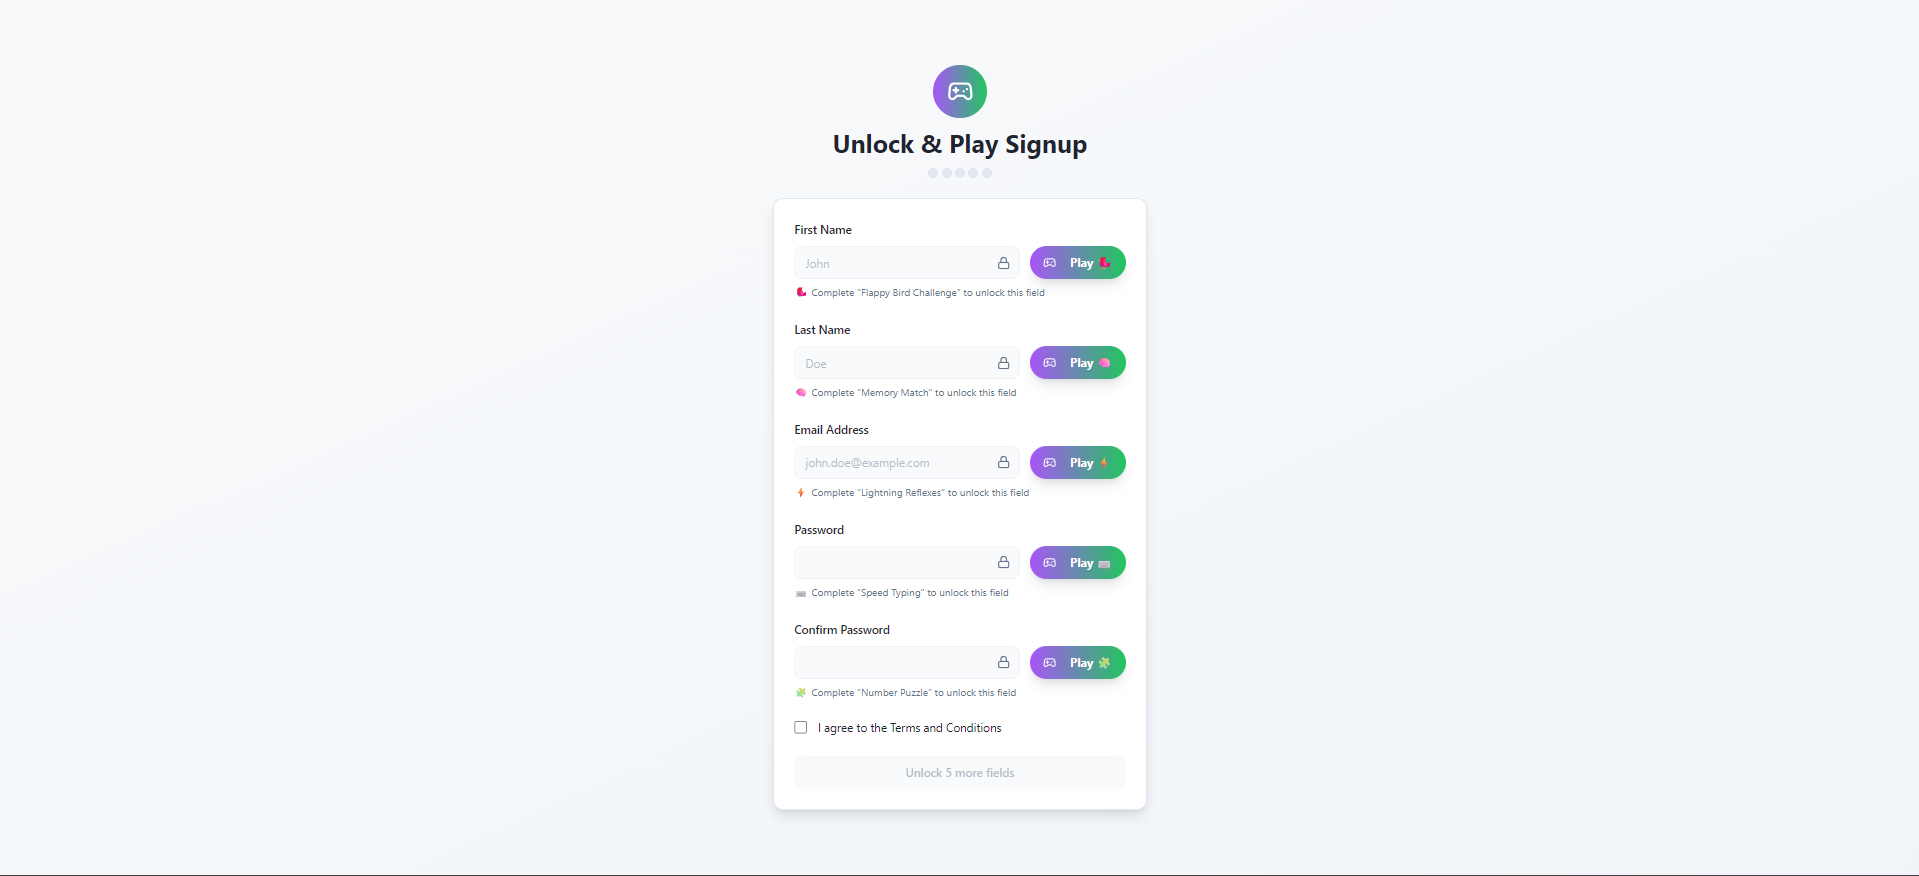 Unlock & Play Signup
First Name
John
Play
Complete "Flappy Bird Challenge" to unlock this field
Last Name
Doe
Play
Complete "Memory Match" to unlock this field
Email Address
john.doe@example.com
Play
Complete "Lightning Reflexes" to unlock this field
Password
Play
Complete "Speed Typing" to unlock this field
Confirm Password
Play
Complete "Number Puzzle" to unlock this field
I agree to the Terms and Conditions
Unlock 5 more fields